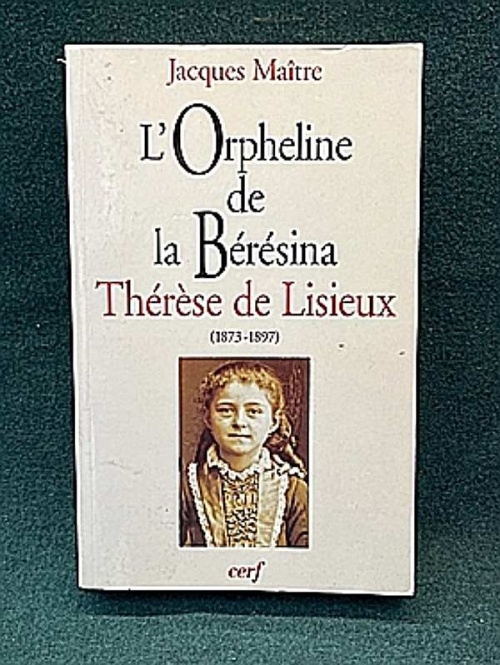 Jacques Maître
L'Orpheline
de
la Bérésina
Thérèse de Lisieux
(1873-1897)
cerf